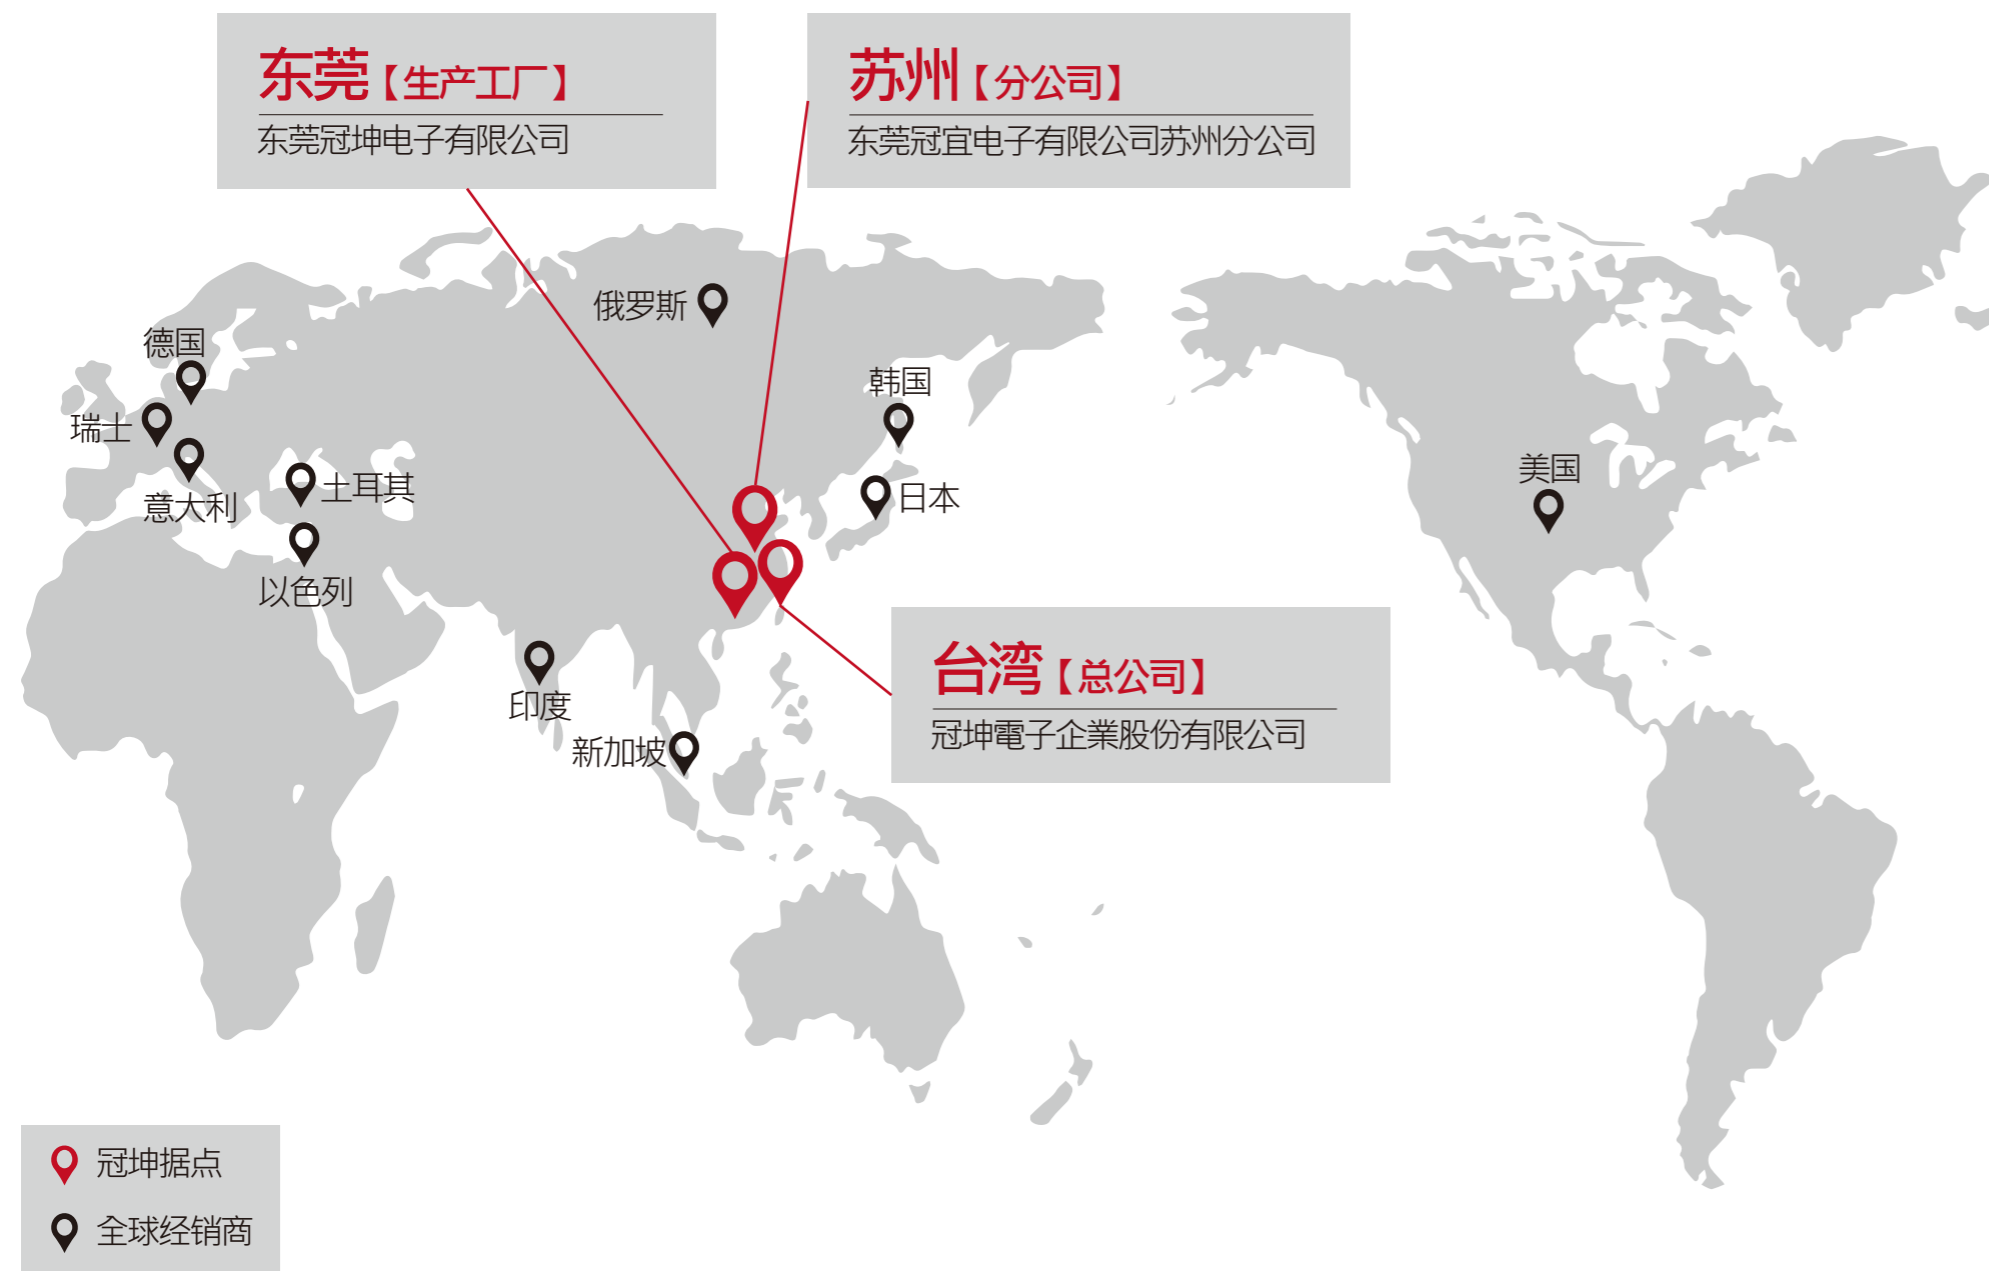 东莞【生产工厂】
东莞冠坤电子有限公司
苏州【分公司】
东莞冠宜电子有限公司苏州分公司
俄罗斯
德国
韩国
瑞士
美国
土耳其
日本
意大利
以色列
台湾【总公司】
冠坤電子企業股份有限公司
印度
新加坡
冠坤据点
全球经销商